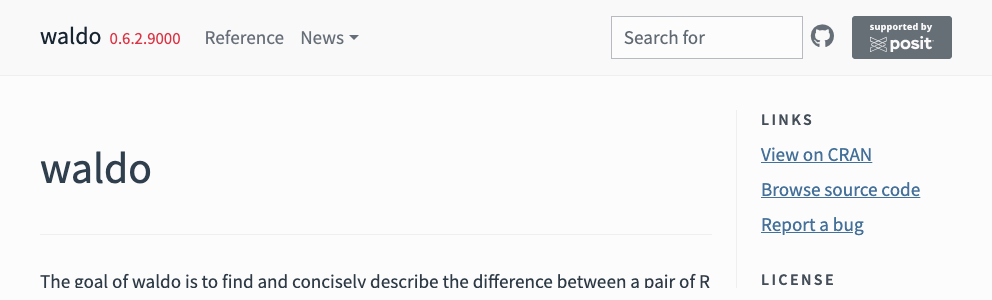 waldo 0.6.2.9000 Reference News Search for supported by posit
waldo
The goal of waldo is to find and concisely describe the difference between a pair of R
LINKS
View on CRAN
Browse source code
Report a bug
LICENSE